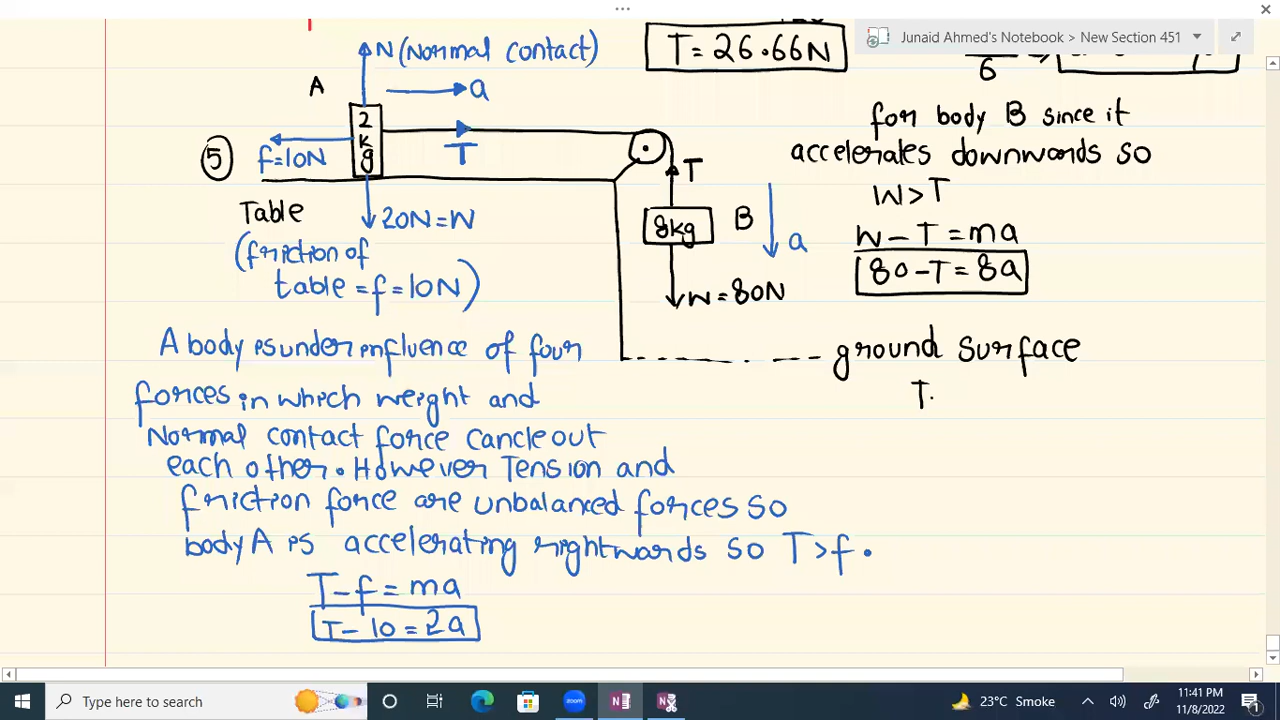 Junaid Ahmed's Notebook > New Section 451
T = 26.66N
6
N (Normal contact)
A
a
2 kg
f=10N
T
5
20N=W
Table
(friction of
table = f = 10N)
T
8kg
B
a
W = 80N
for body B since it
accelerates downwards so
W > T
W - T = ma
80 - T = 8a
ground surface
T.
A body is under influence of four
forces in which weight and
Normal contact force cancle out
each other. However Tension and
friction force are unbalanced forces so
body A is accelerating rightwards so T > f.
T - f = ma
T - 10 = 2a
Type here to search
23°C Smoke
11:41 PM
11/8/2022